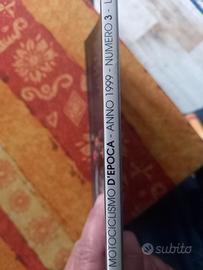 MOTOCICLISMO D'EPOCA - ANNO 1999 - NUMERO 3 - L
subito